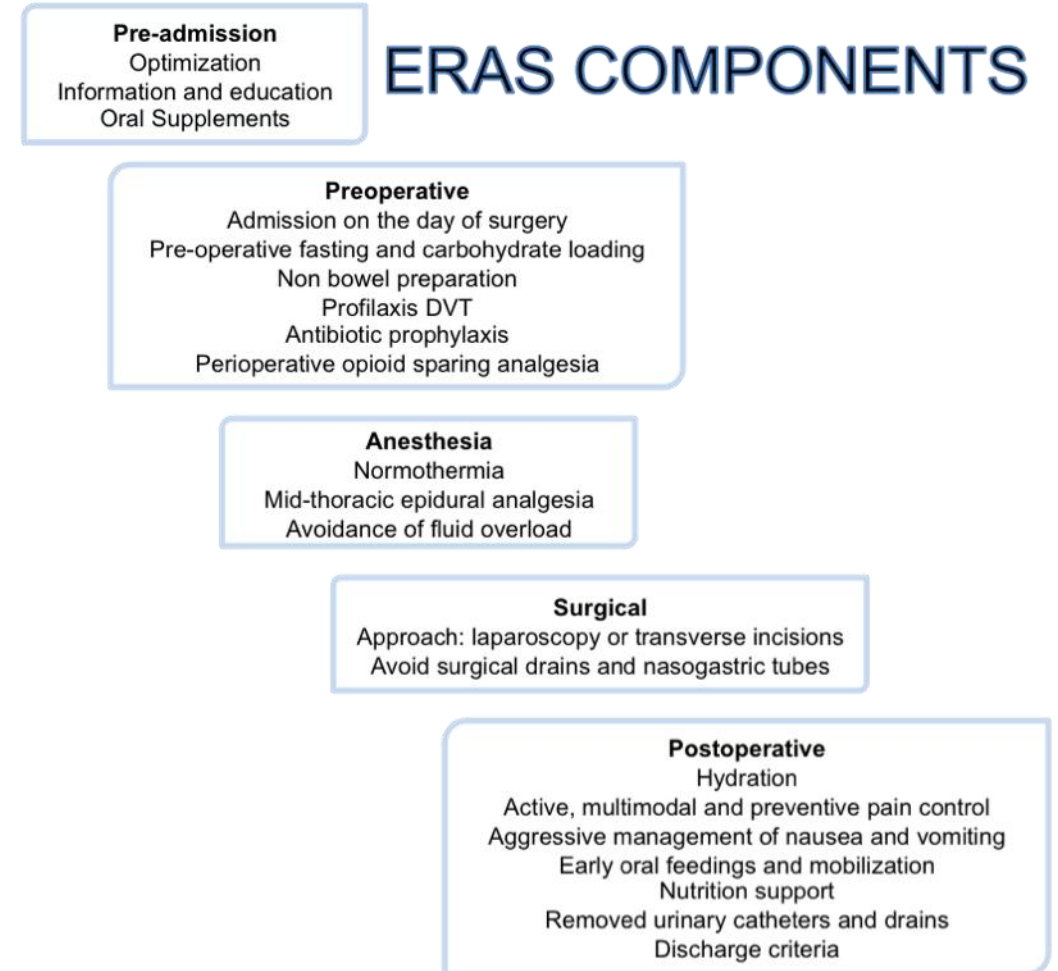 Pre-admission
Optimization
Information and education
Oral Supplements
ERAS COMPONENTS
Preoperative
Admission on the day of surgery
Pre-operative fasting and carbohydrate loading
Non bowel preparation
Profilaxis DVT
Antibiotic prophylaxis
Perioperative opioid sparing analgesia
Anesthesia
Normothermia
Mid-thoracic epidural analgesia
Avoidance of fluid overload
Surgical
Approach: laparoscopy or transverse incisions
Avoid surgical drains and nasogastric tubes
Postoperative
Hydration
Active, multimodal and preventive pain control
Aggressive management of nausea and vomiting
Early oral feedings and mobilization
Nutrition support
Removed urinary catheters and drains
Discharge criteria